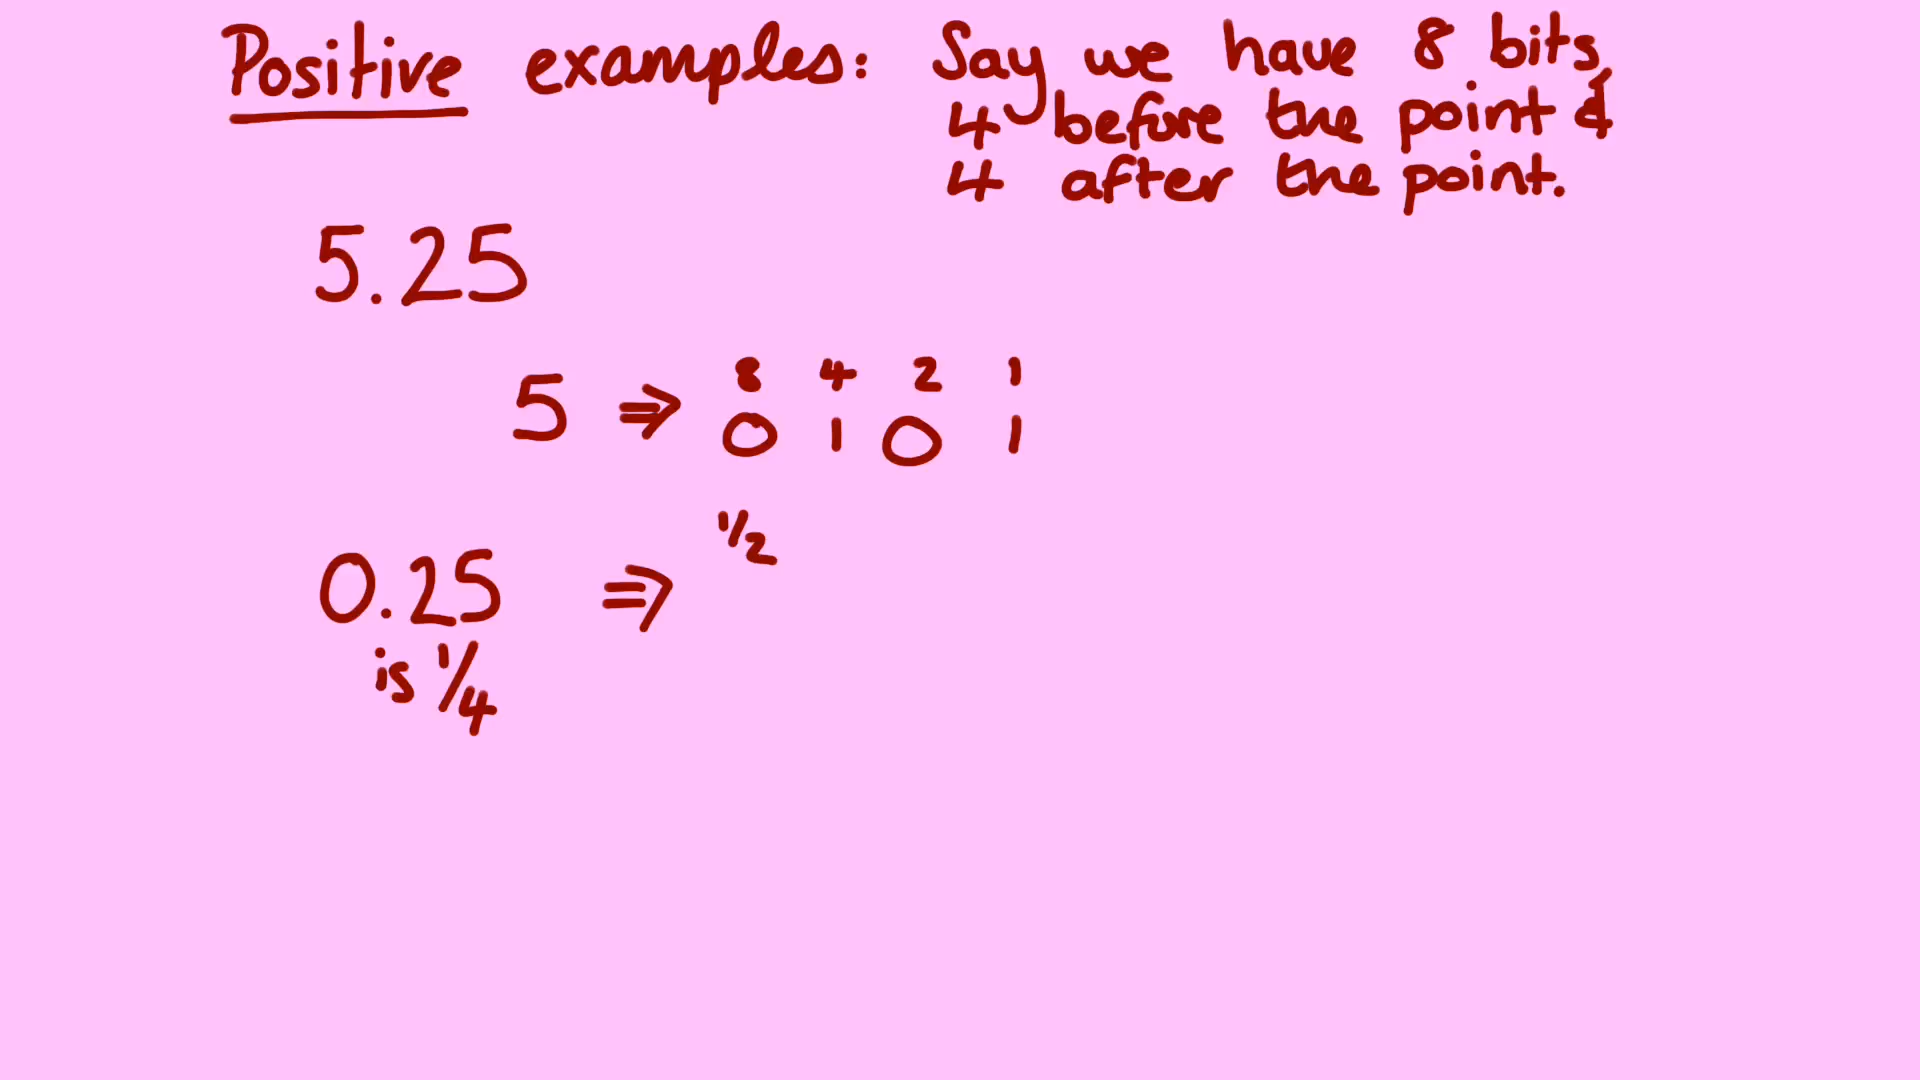 Positive examples: Say we have 8 bits,
4 before the point &
4 after the point.
5.25
8 4 2 1
5 ⇒ 0 1 0 1
1/2
0.25 ⇒
is 1/4